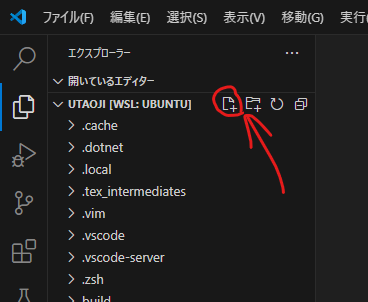 ファイル(F) 編集(E) 選択(S) 表示(V) 移動(G) 実行
エクスプローラー
開いているエディター
UTAOJI [WSL: UBUNTU]
.cache
.dotnet
.local
.tex_intermediates
.vim
.vscode
.vscode-server
.zsh
build